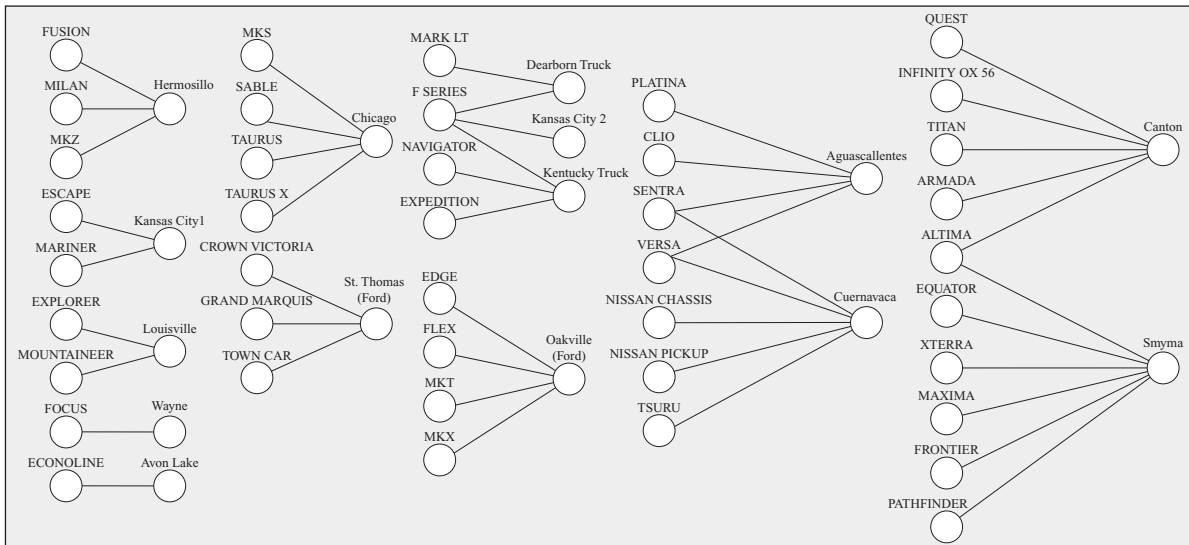 FUSION
MILAN
Hermosillo
MKZ
ESCAPE
Kansas City1
MARINER
EXPLORER
Louisville
MOUNTAINEER
FOCUS
Wayne
ECONOLINE
Avon Lake
MKS
SABLE
Chicago
TAURUS
TAURUS X
CROWN VICTORIA
St. Thomas
(Ford)
GRAND MARQUIS
TOWN CAR
MARK LT
Dearborn Truck
F SERIES
Kansas City 2
NAVIGATOR
Kentucky Truck
EXPEDITION
EDGE
FLEX
Oakville
(Ford)
MKT
MKX
PLATINA
CLIO
Aguascallentes
SENTRA
VERSA
NISSAN CHASSIS
Cuernavaca
NISSAN PICKUP
TSURU
QUEST
INFINITY OX 56
TITAN
Canton
ARMADA
ALTIMA
EQUATOR
XTERRA
Smyma
MAXIMA
FRONTIER
PATHFINDER